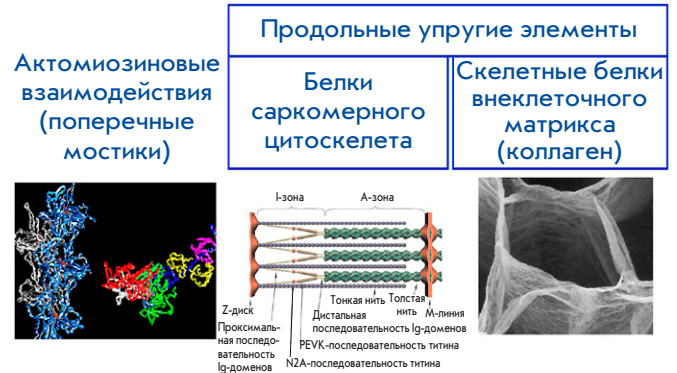 Продольные упругие элементы
Актомиозиновые
взаимодействия
(поперечные
мостики)
Белки
саркомерного
цитоскелета
Скелетные белки
внеклеточного
матрикса
(коллаген)
I-зона
А-зона
Z-диск
Проксималь-
ная последо-
вательность
Ig-доменов
Тонкая нить
Толстая
нить
М-линия
Дистальная
последовательность Ig-доменов
PEVK-последовательность титина
N2A-последовательность титина